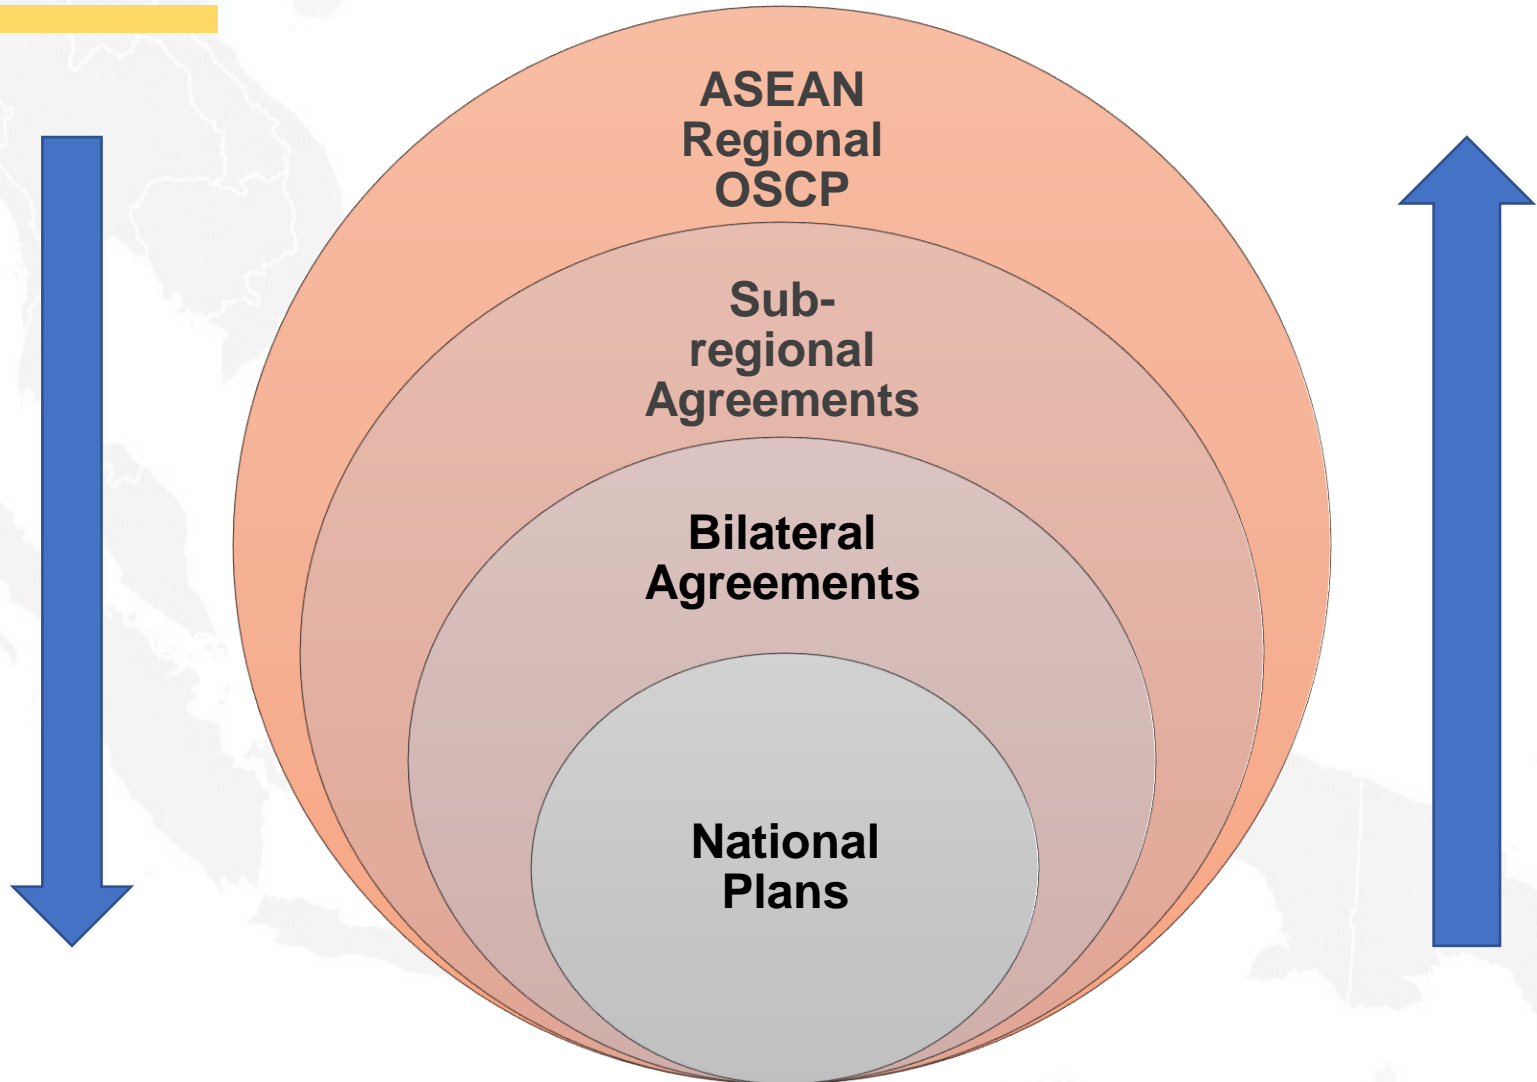 ASEAN
Regional
OSCP
Sub-
regional
Agreements
Bilateral
Agreements
National
Plans